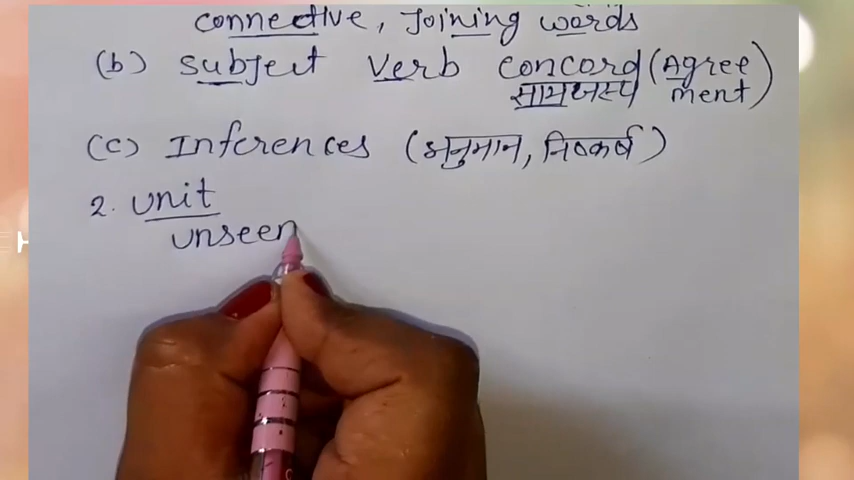 connective, Joining words
(b) subject verb concord (Agree
सामंजस्य ment)
(c) Inferences (अनुमान, निष्कर्ष)
2. unit
unseen